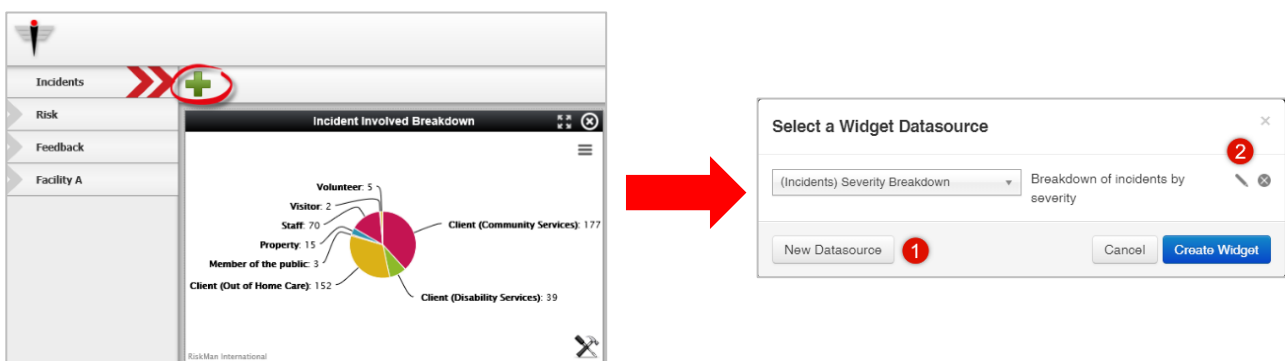 Incidents
Risk
Feedback
Facility A
Incident Involved Breakdown
Volunteer: 5
Visitor: 2
Staff: 70
Client (Community Services): 177
Property: 15
Member of the public: 3
Client (Out of Home Care): 152
Client (Disability Services): 39
RiskMan International
Select a Widget Datasource
2
(Incidents) Severity Breakdown
Breakdown of incidents by
severity
New Datasource
1
Cancel
Create Widget